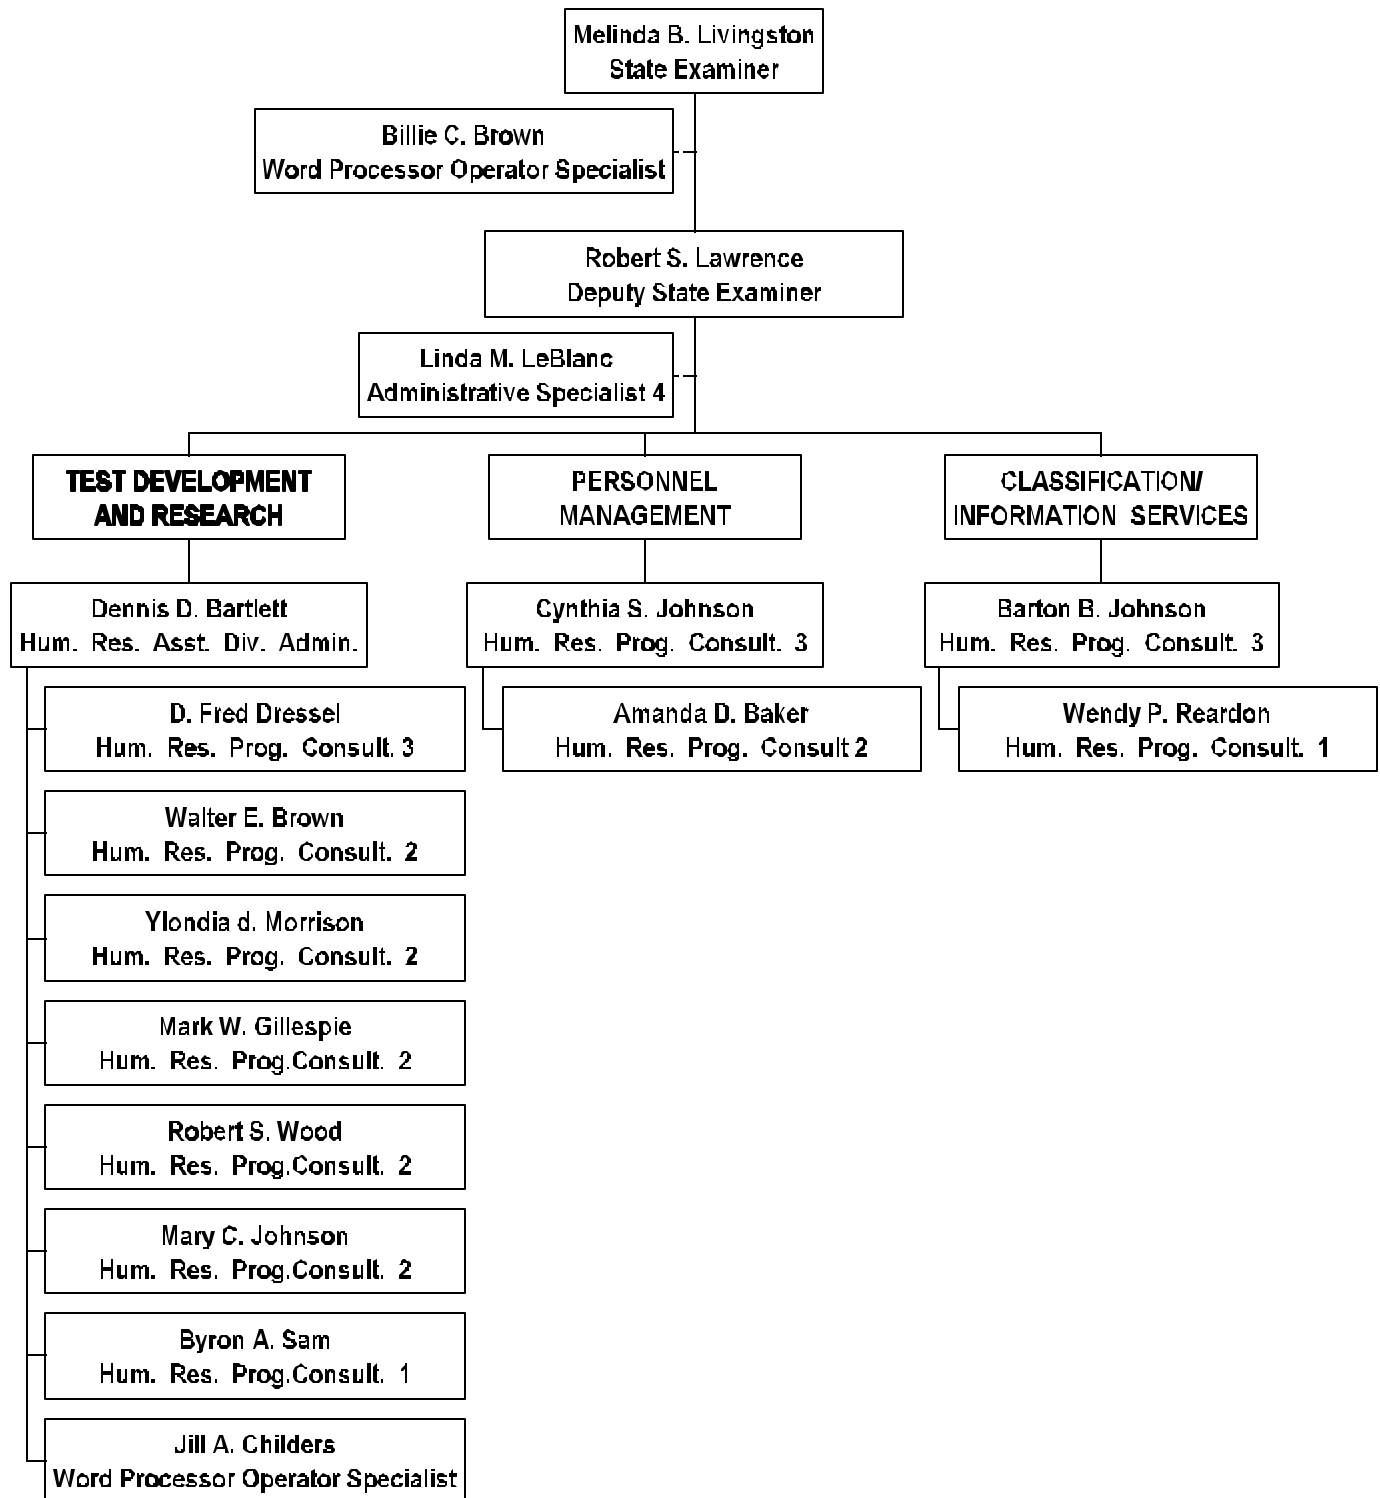 Melinda B. Livingston
State Examiner
Billie C. Brown
Word Processor Operator Specialist
Robert S. Lawrence
Deputy State Examiner
Linda M. LeBlanc
Administrative Specialist 4
TEST DEVELOPMENT
AND RESEARCH
Dennis D. Bartlett
Hum. Res. Asst. Div. Admin.
D. Fred Dressel
Hum. Res. Prog. Consult. 3
Walter E. Brown
Hum. Res. Prog. Consult. 2
Ylondia d. Morrison
Hum. Res. Prog. Consult. 2
Mark W. Gillespie
Hum. Res. Prog.Consult. 2
Robert S. Wood
Hum. Res. Prog.Consult. 2
Mary C. Johnson
Hum. Res. Prog.Consult. 2
Byron A. Sam
Hum. Res. Prog.Consult. 1
Jill A. Childers
Word Processor Operator Specialist
PERSONNEL
MANAGEMENT
Cynthia S. Johnson
Hum. Res. Prog. Consult. 3
Amanda D. Baker
Hum. Res. Prog. Consult 2
CLASSIFICATION/
INFORMATION SERVICES
Barton B. Johnson
Hum. Res. Prog. Consult. 3
Wendy P. Reardon
Hum. Res. Prog. Consult. 1